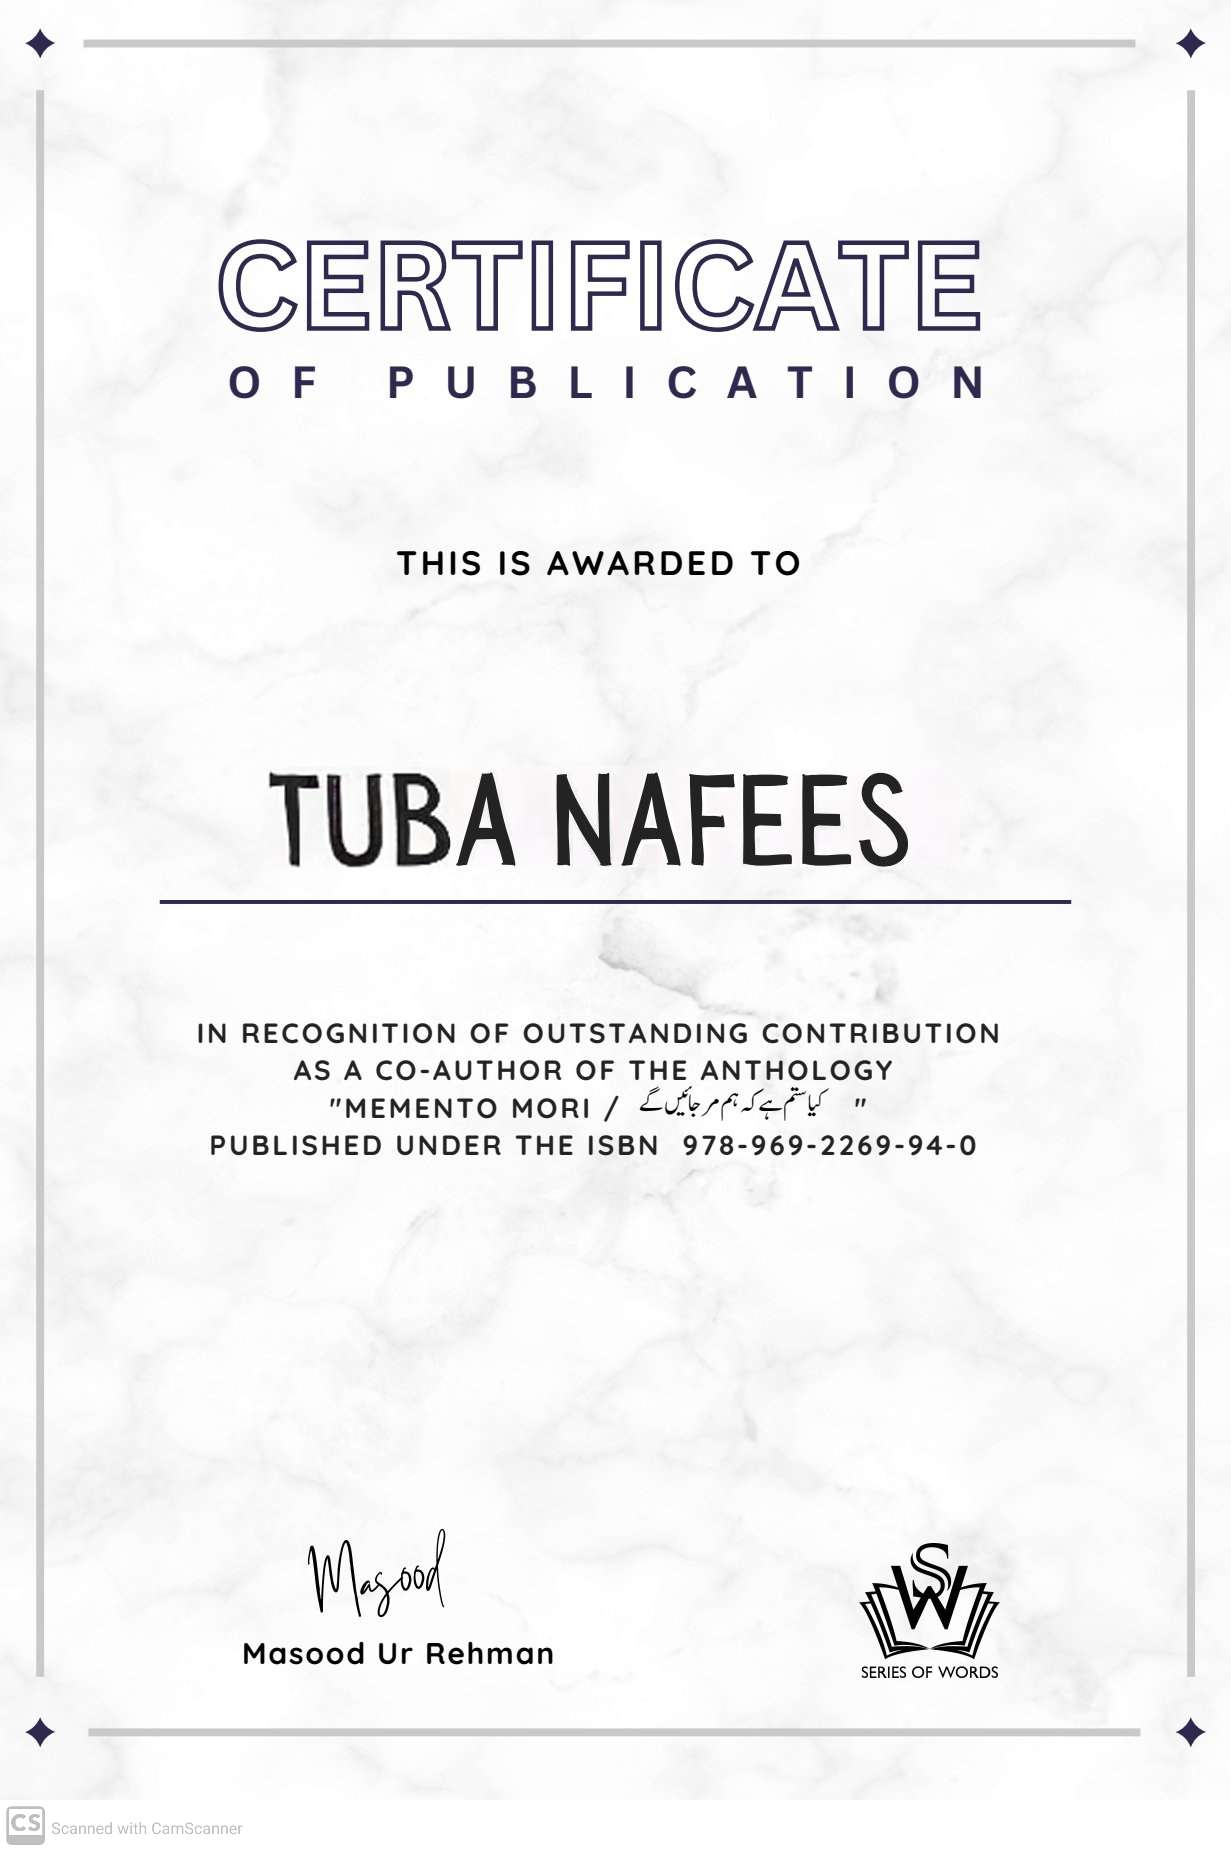 CERTIFICATE
OF PUBLICATION
THIS IS AWARDED TO
TUBA NAFEES
IN RECOGNITION OF OUTSTANDING CONTRIBUTION
AS A CO-AUTHOR OF THE ANTHOLOGY
"MEMENTO MORI / کیا ستم ہے کہ ہم مر جائیں گے "
PUBLISHED UNDER THE ISBN 978-969-2269-94-0
Masood
Masood Ur Rehman
SW
SERIES OF WORDS
CS Scanned with CamScanner